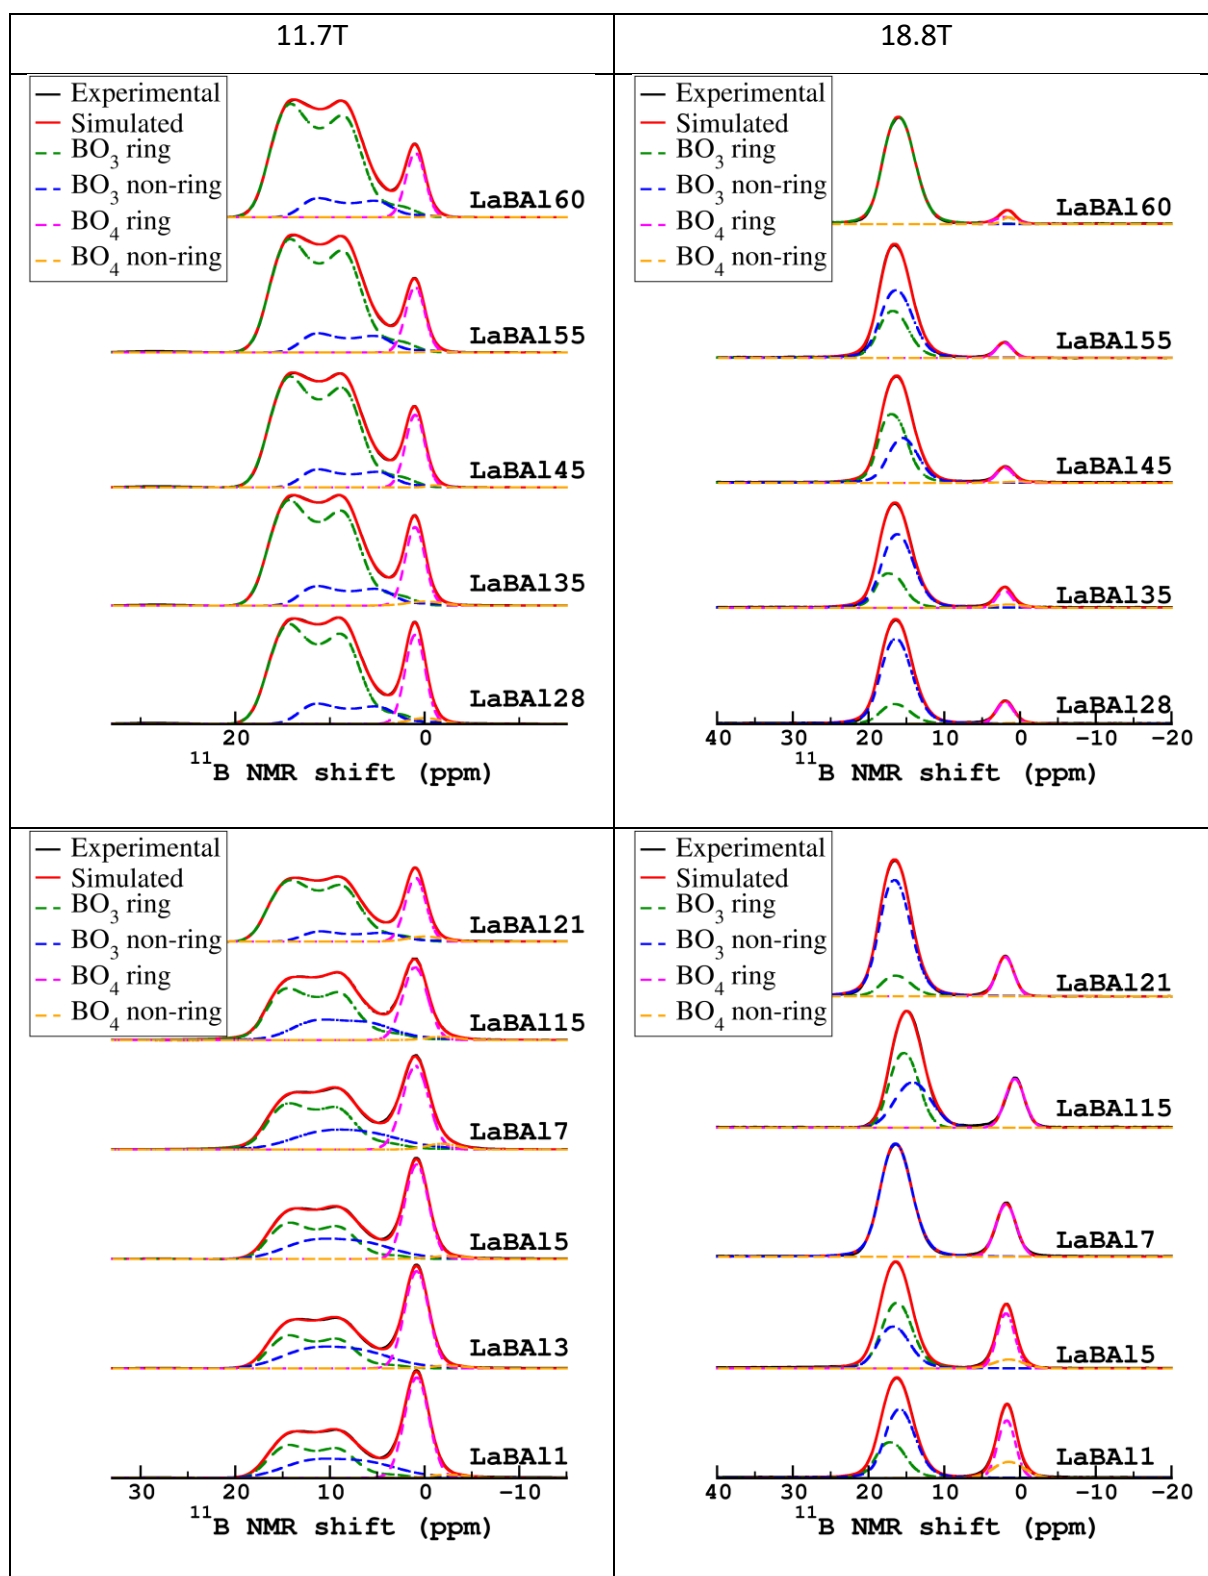 11.7T
18.8T
Experimental
Simulated
BO3 ring
BO3 non-ring
BO4 ring
BO4 non-ring
LaBAl60
LaBAl55
LaBAl45
LaBAl35
LaBAl28
30 20 10 0 −10
11B NMR shift (ppm)
Experimental
Simulated
BO3 ring
BO3 non-ring
BO4 ring
BO4 non-ring
LaBAl60
LaBAl55
LaBAl45
LaBAl35
LaBAl28
40 30 20 10 0 −10 −20
11B NMR shift (ppm)
Experimental
Simulated
BO3 ring
BO3 non-ring
BO4 ring
BO4 non-ring
LaBAl21
LaBAl15
LaBAl7
LaBAl5
LaBAl3
LaBAl1
30 20 10 0 −10
11B NMR shift (ppm)
Experimental
Simulated
BO3 ring
BO3 non-ring
BO4 ring
BO4 non-ring
LaBAl21
LaBAl15
LaBAl7
LaBAl5
LaBAl1
40 30 20 10 0 −10 −20
11B NMR shift (ppm)